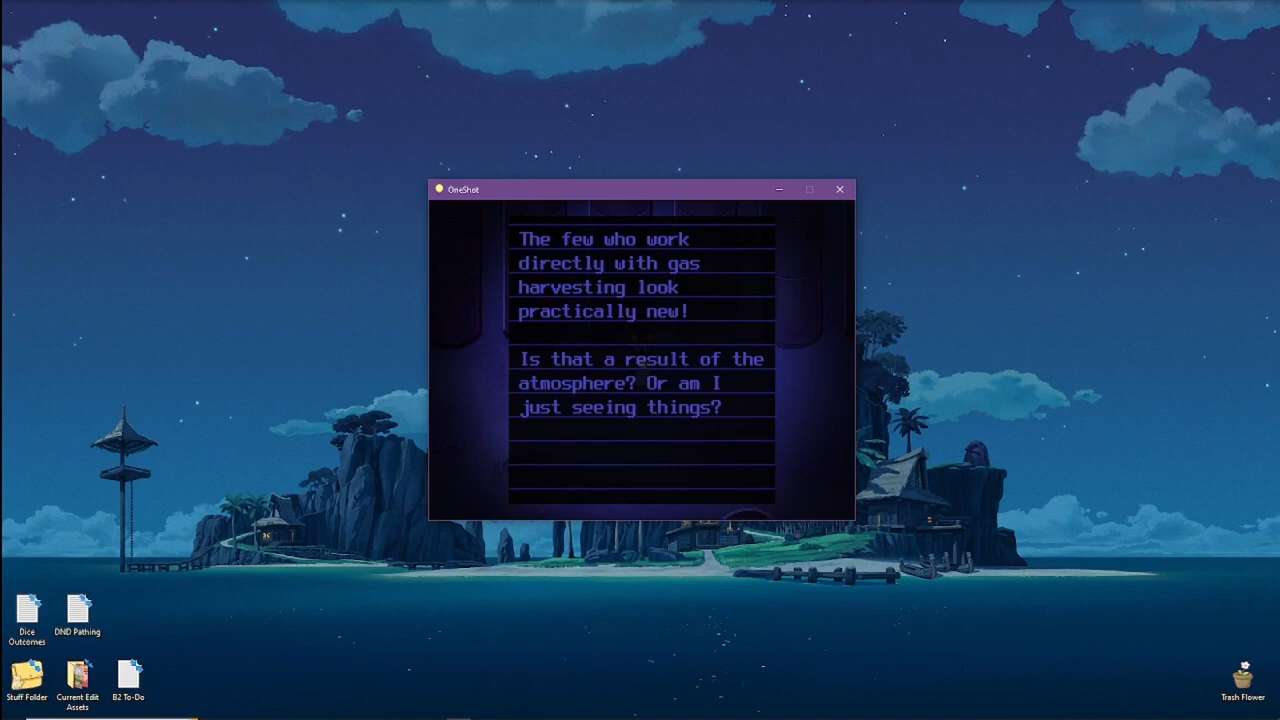 OneShot
The few who work
directly with gas
harvesting look
practically new!
Is that a result of the
atmosphere? Or am I
just seeing things?
Dice
Outcomes
DND Pathing
Stuff Folder
Current Edit
Assets
B2 To-Do
Trash Flower